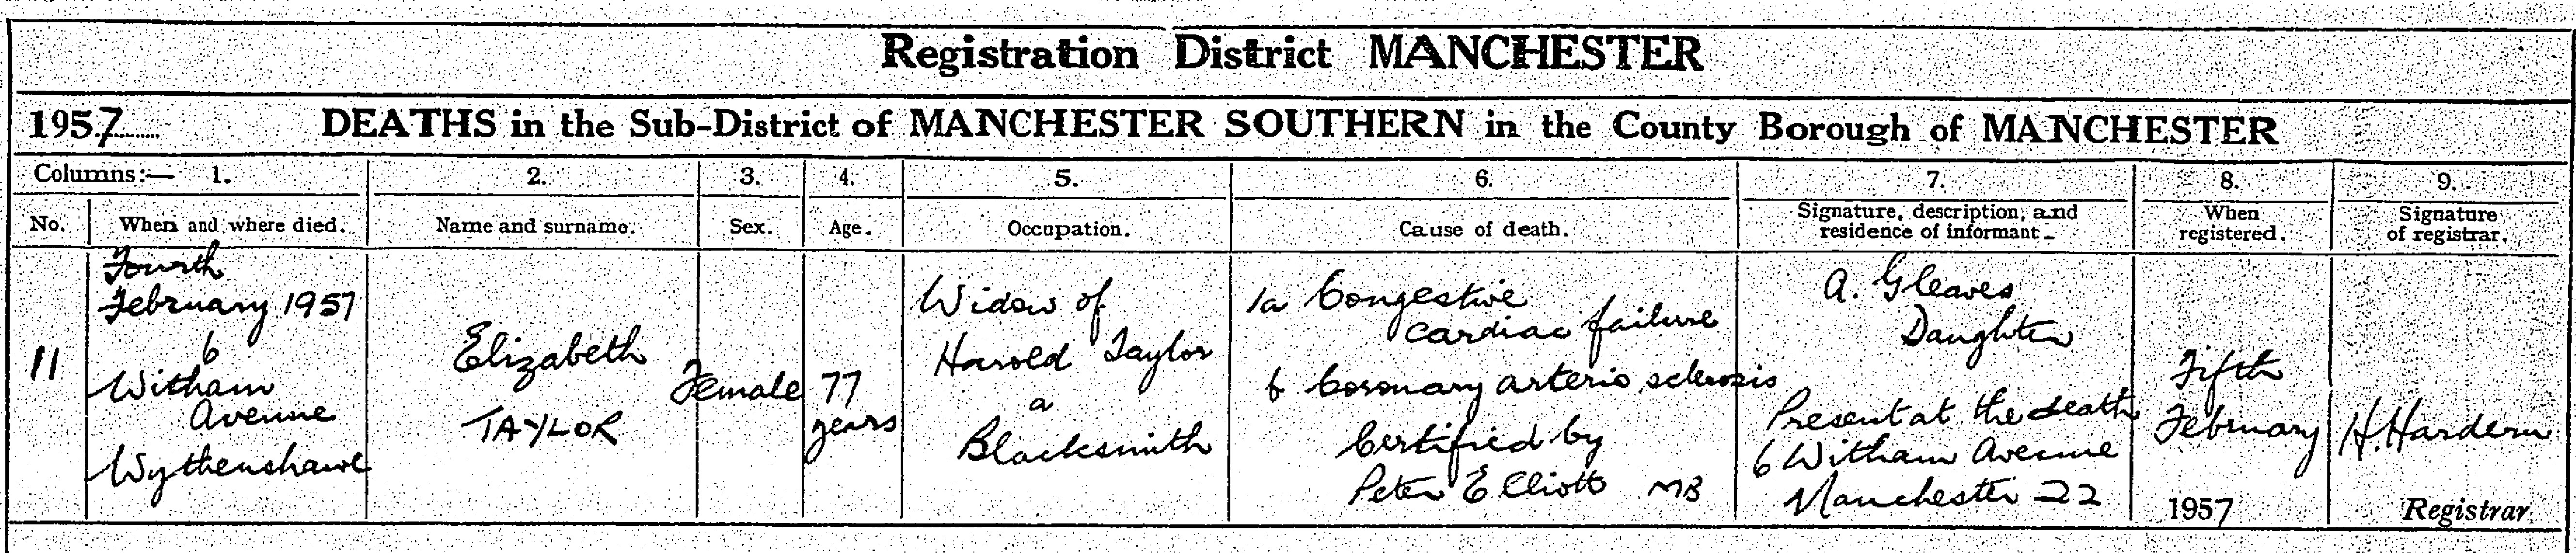 Registration District MANCHESTER
1957 DEATHS in the Sub-District of MANCHESTER SOUTHERN in the County Borough of MANCHESTER
Columns:— 1. 2. 3. 4. 5. 6. 7. 8. 9.
No. When and where died. Name and surname. Sex. Age. Occupation. Cause of death. Signature, description, and residence of informant. When registered. Signature of registrar.
11
Fourth
February 1957
6
Witham
Avenue
Wythenshawe
Elizabeth
TAYLOR
Female
77
years
Widow of
Harold Taylor
a
Blacksmith
1a Congestive
cardiac failure
b Coronary arterio sclerosis
Certified by
Peter Elliott MB
A. Gleaves
Daughter
Present at the death
6 Witham Avenue
Manchester 22
Fifth
February
1957
H. Hardern
Registrar